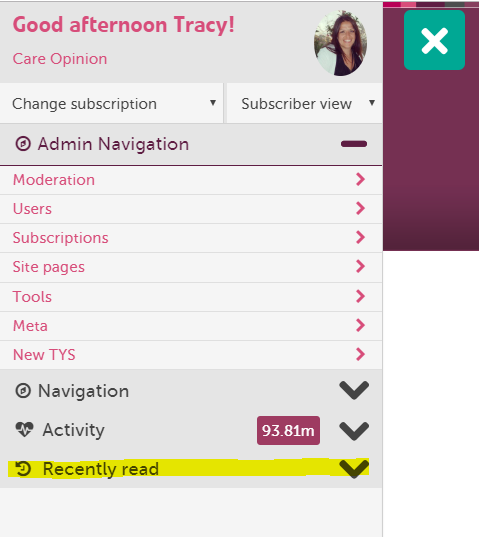 Good afternoon Tracy!
Care Opinion
Change subscription
Subscriber view
Admin Navigation
Moderation
Users
Subscriptions
Site pages
Tools
Meta
New TYS
Navigation
Activity 93.81m
Recently read